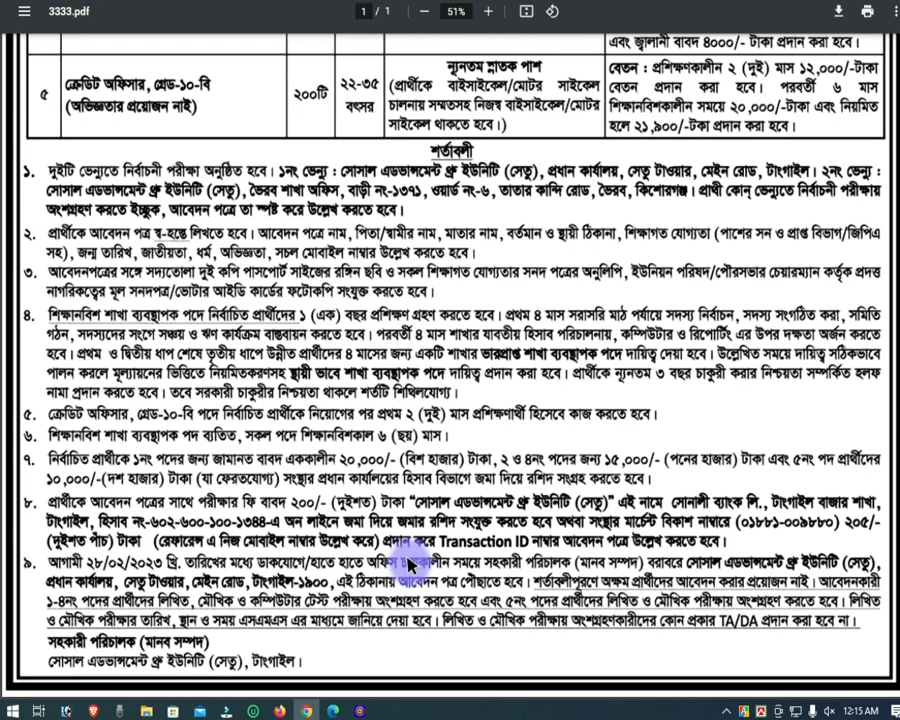 3333.pdf
1 / 1
51%
এবং জ্বালানী বাবদ ৪০০০/- টাকা প্রদান করা হবে।
৫
ক্রেডিট অফিসার, গ্রেড-১০-বি
(অভিজ্ঞতার প্রয়োজন নাই)
২০০টি
২২-৩৫
বৎসর
ন্যূনতম স্নাতক পাশ
(প্রার্থীকে বাইসাইকেল/মোটর সাইকেল
চালনায় সম্মতসহ নিজস্ব বাইসাইকেল/মোটর
সাইকেল থাকতে হবে।)
বেতন : প্রশিক্ষণকালীন ২ (দুই) মাস ১২,০০০/-টাকা
বেতন প্রদান করা হবে। পরবর্তী ৬ মাস
শিক্ষানবিশকালীন সময়ে ২০,০০০/-টাকা এবং নিয়মিত
হলে ২১,৯০০/-টকা প্রদান করা হবে।
শর্তাবলী
১. দুইটি ভেন্যুতে নির্বাচনী পরীক্ষা অনুষ্ঠিত হবে। ১নং ভেন্যু : সোসাল এডভান্সমেন্ট থ্রু ইউনিটি (সেতু), প্রধান কার্যালয়, সেতু টাওয়ার, মেইন রোড, টাংগাইল। ২নং ভেন্যু :
সোসাল এডভান্সমেন্ট থ্রু ইউনিটি (সেতু), ভৈরব শাখা অফিস, বাড়ী নং-১৩৭১, ওয়ার্ড নং-৬, তাতার কান্দি রোড, ভৈরব, কিশোরগঞ্জ। প্রার্থী কোন ভেন্যুতে নির্বাচনী পরীক্ষায়
অংশগ্রহণ করতে ইচ্ছুক, আবেদন পত্রে তা স্পষ্ট করে উল্লেখ করতে হবে।
২. প্রার্থীকে আবেদন পত্র স্ব-হস্তে লিখতে হবে। আবেদন পত্রে নাম, পিতা/স্বামীর নাম, মাতার নাম, বর্তমান ও স্থায়ী ঠিকানা, শিক্ষাগত যোগ্যতা (পাশের সন ও প্রাপ্ত বিভাগ/জিপিএ
সহ), জন্ম তারিখ, জাতীয়তা, ধর্ম, অভিজ্ঞতা, সচল মোবাইল নাম্বার উল্লেখ করতে হবে।
৩. আবেদনপত্রের সঙ্গে সদ্যতোলা দুই কপি পাসপোর্ট সাইজের রঙ্গিন ছবি ও সকল শিক্ষাগত যোগ্যতার সনদ পত্রের অনুলিপি, ইউনিয়ন পরিষদ/পৌরসভার চেয়ারম্যান কর্তৃক প্রদত্ত
নাগরিকত্বের মূল সনদপত্র/ভোটার আইডি কার্ডের ফটোকপি সংযুক্ত করতে হবে।
৪. শিক্ষানবিশ শাখা ব্যবস্থাপক পদে নির্বাচিত প্রার্থীদের ১ (এক) বছর প্রশিক্ষণ গ্রহণ করতে হবে। প্রথম ৪ মাস সরাসরি মাঠ পর্যায়ে সদস্য নির্বাচন, সদস্য সংগঠিত করা, সমিতি
গঠন, সদস্যদের সংগে সঞ্চয় ও ঋণ কার্যক্রম বাস্তবায়ন করতে হবে। পরবর্তী ৪ মাস শাখার যাবতীয় হিসাব পরিচালনায়, কম্পিউটার ও রিপোর্টিং এর উপর দক্ষতা অর্জন করতে
হবে। প্রথম ও দ্বিতীয় ধাপ শেষে তৃতীয় ধাপে উন্নীত প্রার্থীদের ৪ মাসের জন্য একটি শাখার ভারপ্রাপ্ত শাখা ব্যবস্থাপক পদে দায়িত্ব দেয়া হবে। উল্লেখিত সময়ে দায়িত্ব সঠিকভাবে
পালন করলে মূল্যায়নের ভিত্তিতে নিয়মিতকরণসহ স্থায়ী ভাবে শাখা ব্যবস্থাপক পদে দায়িত্ব প্রদান করা হবে। প্রার্থীকে ন্যূনতম ৩ বছর চাকুরী করার নিশ্চয়তা সম্পর্কিত হলফ
নামা প্রদান করতে হবে। তবে সরকারী চাকুরীর নিশ্চয়তা থাকলে শর্তটি শিথিলযোগ্য।
৫. ক্রেডিট অফিসার, গ্রেড-১০-বি পদে নির্বাচিত প্রার্থীকে নিয়োগের পর প্রথম ২ (দুই) মাস প্রশিক্ষণার্থী হিসেবে কাজ করতে হবে।
৬. শিক্ষানবিশ শাখা ব্যবস্থাপক পদ ব্যতিত, সকল পদে শিক্ষানবিশকাল ৬ (ছয়) মাস।
৭. নির্বাচিত প্রার্থীকে ১নং পদের জন্য জামানত বাবদ এককালীন ২০,০০০/- (বিশ হাজার) টাকা, ২ ও ৪নং পদের জন্য ১৫,০০০/- (পনের হাজার) টাকা এবং ৫নং পদ প্রার্থীদের
১০,০০০/-(দশ হাজার) টাকা (যা ফেরতযোগ্য) সংস্থার প্রধান কার্যালয়ের হিসাব বিভাগে জমা দিয়ে রশিদ সংগ্রহ করতে হবে।
৮. প্রার্থীকে আবেদন পত্রের সাথে পরীক্ষার ফি বাবদ ২০০/- (দুইশত) টাকা “সোসাল এডভান্সমেন্ট থ্রু ইউনিটি (সেতু)” এই নামে সোনালী ব্যাংক লি., টাংগাইল বাজার শাখা,
টাংগাইল, হিসাব নং-৬০২-৬০০-১০০-১৩৪৪-এ অন লাইনে জমা দিয়ে জমার রশিদ সংযুক্ত করতে হবে অথবা সংস্থার মার্চেন্ট বিকাশ নাম্বারে (০১৮৮১-০০৯৮৮০) ২০৫/-
(দুইশত পাঁচ) টাকা (রেফারেন্স এ নিজ মোবাইল নাম্বার উল্লেখ করে) প্রদান করে Transaction ID নাম্বার আবেদন পত্রে উল্লেখ করতে হবে।
৯. আগামী ২৮/০২/২০২৩ খ্রি. তারিখের মধ্যে ডাকযোগে/হাতে হাতে অফিস চলাকালীন সময়ে সহকারী পরিচালক (মানব সম্পদ) বরাবরে সোসাল এডভান্সমেন্ট থ্রু ইউনিটি (সেতু),
প্রধান কার্যালয়, সেতু টাওয়ার, মেইন রোড, টাংগাইল-১৯০০, এই ঠিকানায় আবেদন পত্র পৌছাতে হবে। শর্তাবলীপূরণে অক্ষম প্রার্থীদের আবেদন করার প্রয়োজন নাই। আবেদনকারী
১-৪নং পদের প্রার্থীদের লিখিত, মৌখিক ও কম্পিউটার টেস্ট পরীক্ষায় অংশগ্রহণ করতে হবে এবং ৫নং পদের প্রার্থীদের লিখিত ও মৌখিক পরীক্ষায় অংশগ্রহণ করতে হবে। লিখিত
ও মৌখিক পরীক্ষার তারিখ, স্থান ও সময় এসএমএস এর মাধ্যমে জানিয়ে দেয়া হবে। লিখিত ও মৌখিক পরীক্ষায় অংশগ্রহণকারীদের কোন প্রকার TA/DA প্রদান করা হবে না।
সহকারী পরিচালক (মানব সম্পদ)
সোসাল এডভান্সমেন্ট থ্রু ইউনিটি (সেতু), টাংগাইল।
12:15 AM